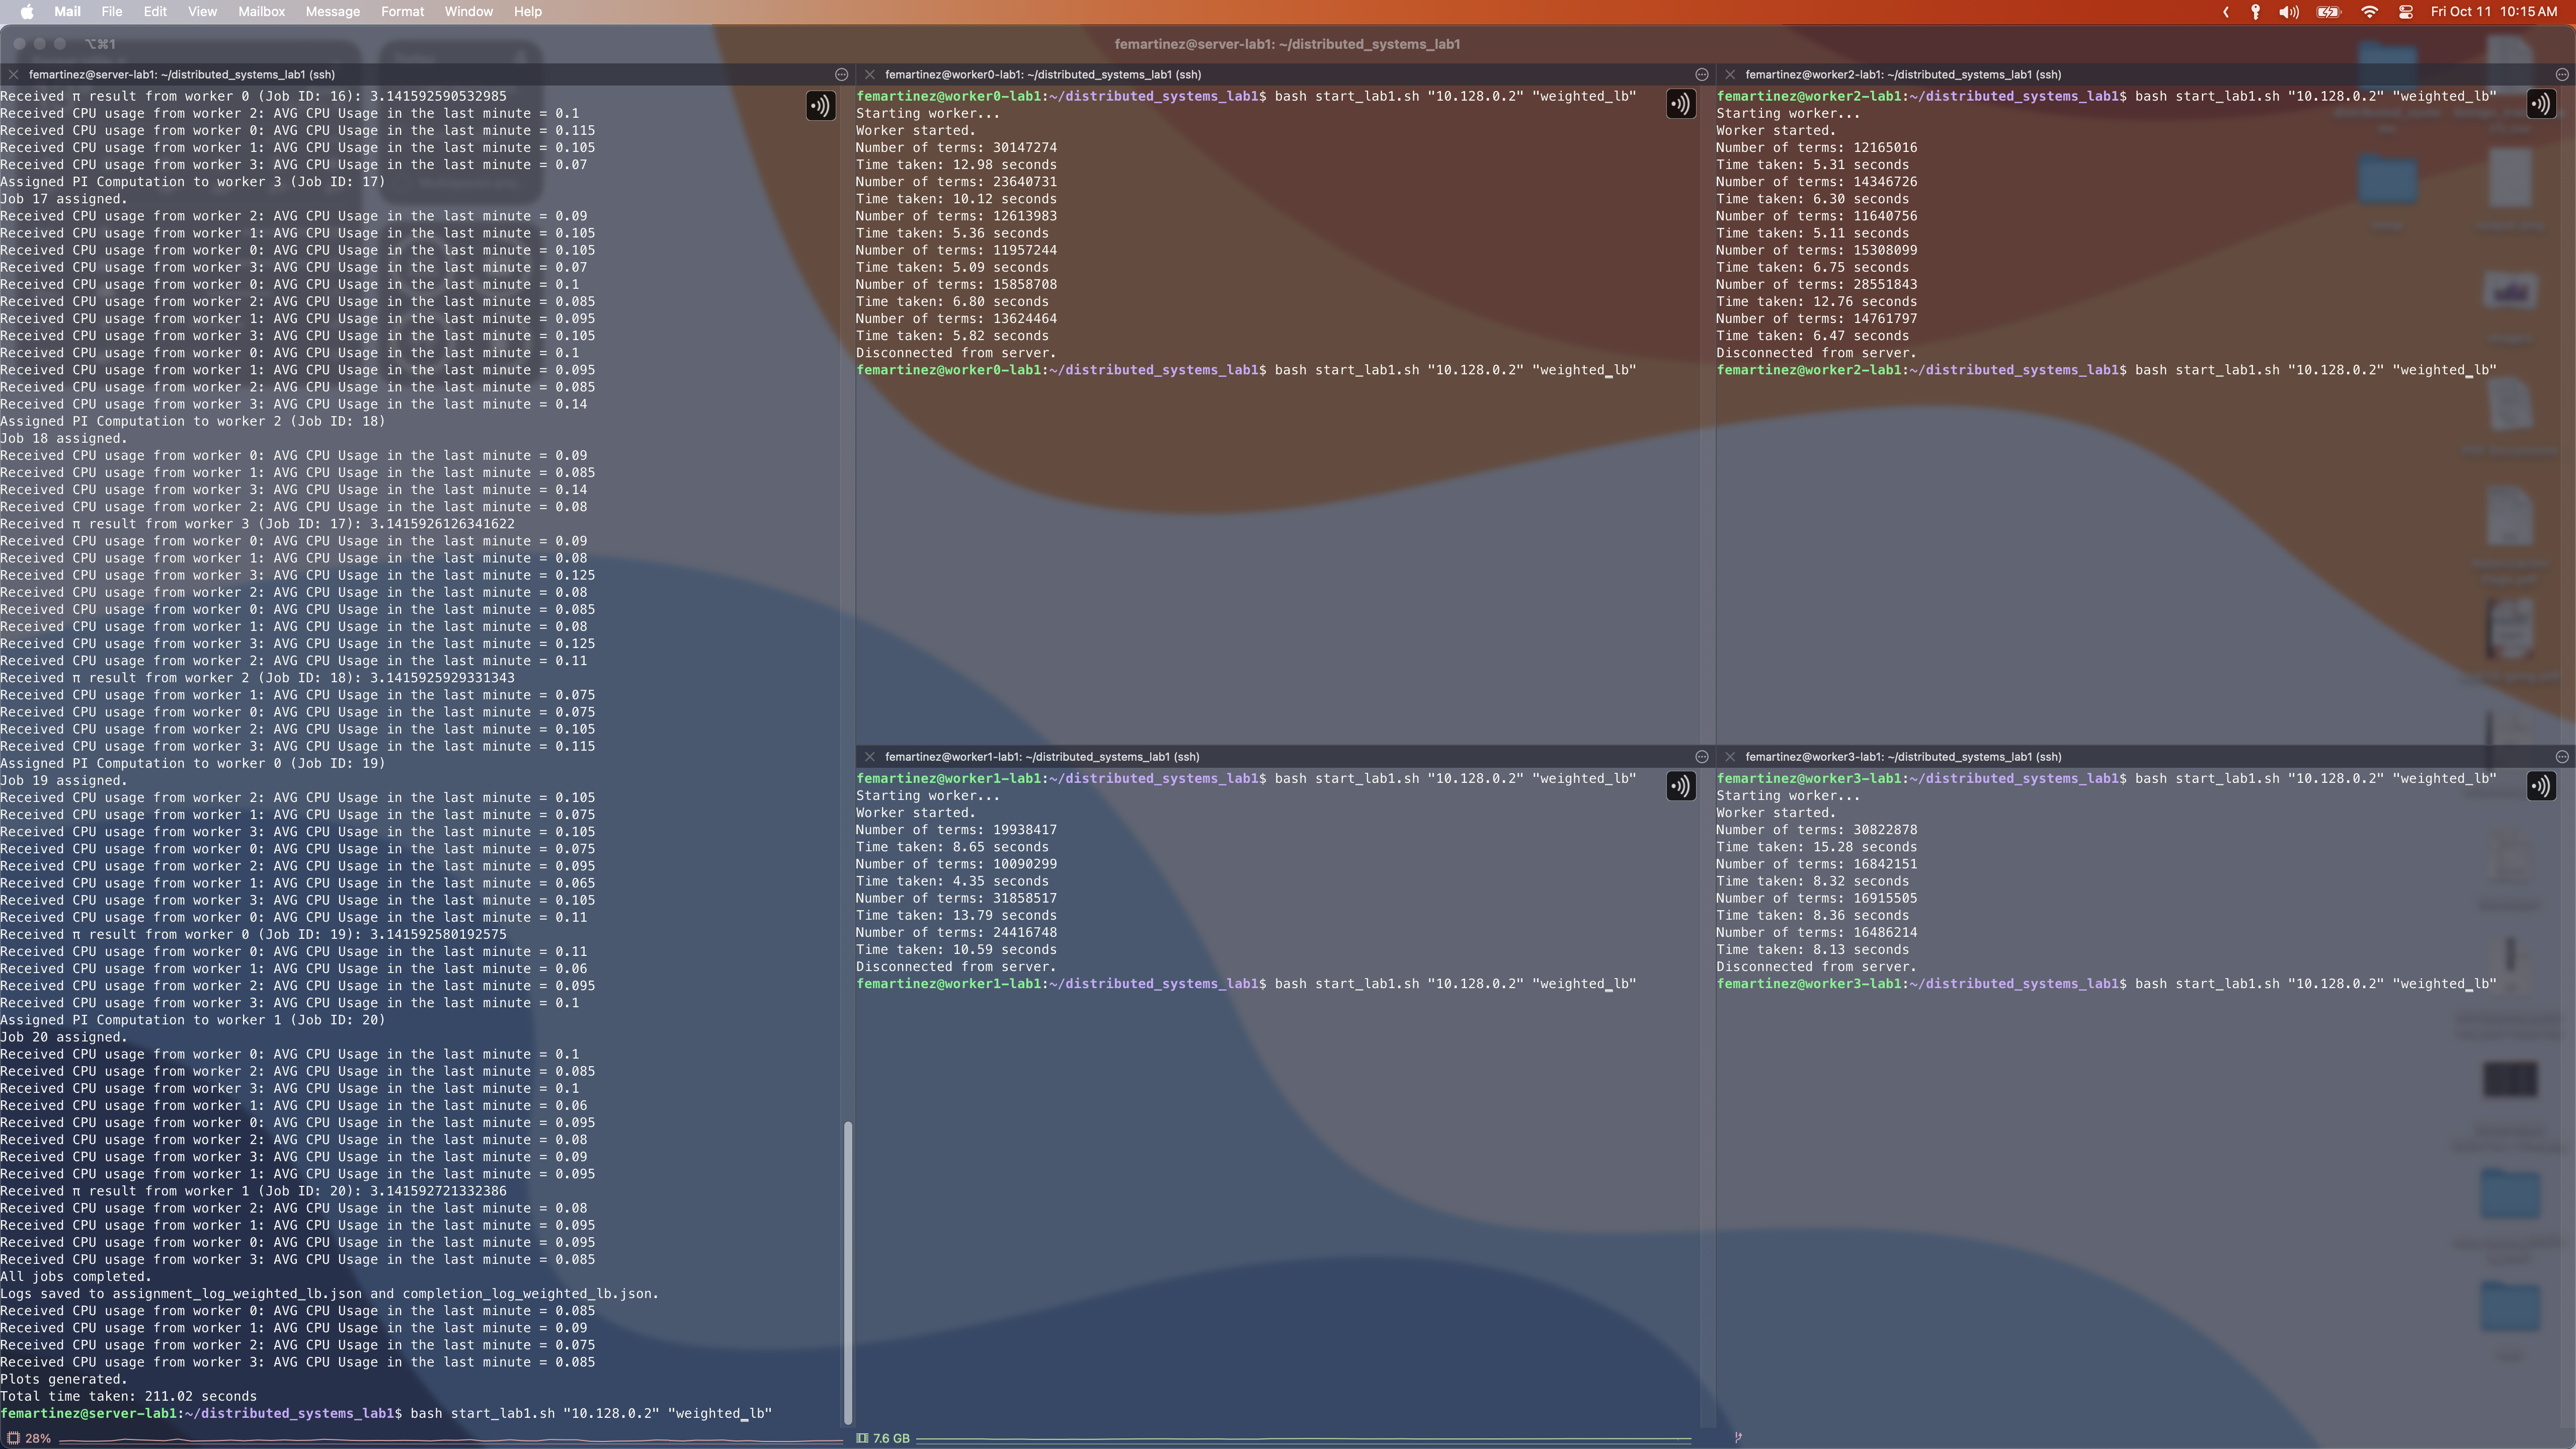 Mail File Edit View Mailbox Message Format Window Help
Fri Oct 11 10:15 AM
⌥⌘1
femartinez@server-lab1: ~/distributed_systems_lab1
femartinez@server-lab1: ~/distributed_systems_lab1 (ssh)
Received π result from worker 0 (Job ID: 16): 3.141592590532985
Received CPU usage from worker 2: AVG CPU Usage in the last minute = 0.1
Received CPU usage from worker 0: AVG CPU Usage in the last minute = 0.115
Received CPU usage from worker 1: AVG CPU Usage in the last minute = 0.105
Received CPU usage from worker 3: AVG CPU Usage in the last minute = 0.07
Assigned PI Computation to worker 3 (Job ID: 17)
Job 17 assigned.
Received CPU usage from worker 2: AVG CPU Usage in the last minute = 0.09
Received CPU usage from worker 1: AVG CPU Usage in the last minute = 0.105
Received CPU usage from worker 0: AVG CPU Usage in the last minute = 0.105
Received CPU usage from worker 3: AVG CPU Usage in the last minute = 0.07
Received CPU usage from worker 0: AVG CPU Usage in the last minute = 0.1
Received CPU usage from worker 2: AVG CPU Usage in the last minute = 0.085
Received CPU usage from worker 1: AVG CPU Usage in the last minute = 0.095
Received CPU usage from worker 3: AVG CPU Usage in the last minute = 0.105
Received CPU usage from worker 0: AVG CPU Usage in the last minute = 0.1
Received CPU usage from worker 1: AVG CPU Usage in the last minute = 0.095
Received CPU usage from worker 2: AVG CPU Usage in the last minute = 0.085
Received CPU usage from worker 3: AVG CPU Usage in the last minute = 0.14
Assigned PI Computation to worker 2 (Job ID: 18)
Job 18 assigned.
Received CPU usage from worker 0: AVG CPU Usage in the last minute = 0.09
Received CPU usage from worker 1: AVG CPU Usage in the last minute = 0.085
Received CPU usage from worker 3: AVG CPU Usage in the last minute = 0.14
Received CPU usage from worker 2: AVG CPU Usage in the last minute = 0.08
Received π result from worker 3 (Job ID: 17): 3.1415926126341622
Received CPU usage from worker 0: AVG CPU Usage in the last minute = 0.09
Received CPU usage from worker 1: AVG CPU Usage in the last minute = 0.08
Received CPU usage from worker 3: AVG CPU Usage in the last minute = 0.125
Received CPU usage from worker 2: AVG CPU Usage in the last minute = 0.08
Received CPU usage from worker 0: AVG CPU Usage in the last minute = 0.085
Received CPU usage from worker 1: AVG CPU Usage in the last minute = 0.08
Received CPU usage from worker 3: AVG CPU Usage in the last minute = 0.125
Received CPU usage from worker 2: AVG CPU Usage in the last minute = 0.11
Received π result from worker 2 (Job ID: 18): 3.1415925929331343
Received CPU usage from worker 1: AVG CPU Usage in the last minute = 0.075
Received CPU usage from worker 0: AVG CPU Usage in the last minute = 0.075
Received CPU usage from worker 2: AVG CPU Usage in the last minute = 0.105
Received CPU usage from worker 3: AVG CPU Usage in the last minute = 0.115
Assigned PI Computation to worker 0 (Job ID: 19)
Job 19 assigned.
Received CPU usage from worker 2: AVG CPU Usage in the last minute = 0.105
Received CPU usage from worker 1: AVG CPU Usage in the last minute = 0.075
Received CPU usage from worker 3: AVG CPU Usage in the last minute = 0.105
Received CPU usage from worker 0: AVG CPU Usage in the last minute = 0.075
Received CPU usage from worker 2: AVG CPU Usage in the last minute = 0.095
Received CPU usage from worker 1: AVG CPU Usage in the last minute = 0.065
Received CPU usage from worker 3: AVG CPU Usage in the last minute = 0.105
Received CPU usage from worker 0: AVG CPU Usage in the last minute = 0.11
Received π result from worker 0 (Job ID: 19): 3.141592580192575
Received CPU usage from worker 0: AVG CPU Usage in the last minute = 0.11
Received CPU usage from worker 1: AVG CPU Usage in the last minute = 0.06
Received CPU usage from worker 2: AVG CPU Usage in the last minute = 0.095
Received CPU usage from worker 3: AVG CPU Usage in the last minute = 0.1
Assigned PI Computation to worker 1 (Job ID: 20)
Job 20 assigned.
Received CPU usage from worker 0: AVG CPU Usage in the last minute = 0.1
Received CPU usage from worker 2: AVG CPU Usage in the last minute = 0.085
Received CPU usage from worker 3: AVG CPU Usage in the last minute = 0.1
Received CPU usage from worker 1: AVG CPU Usage in the last minute = 0.06
Received CPU usage from worker 0: AVG CPU Usage in the last minute = 0.095
Received CPU usage from worker 2: AVG CPU Usage in the last minute = 0.08
Received CPU usage from worker 3: AVG CPU Usage in the last minute = 0.09
Received CPU usage from worker 1: AVG CPU Usage in the last minute = 0.095
Received π result from worker 1 (Job ID: 20): 3.141592721332386
Received CPU usage from worker 2: AVG CPU Usage in the last minute = 0.08
Received CPU usage from worker 1: AVG CPU Usage in the last minute = 0.095
Received CPU usage from worker 0: AVG CPU Usage in the last minute = 0.095
Received CPU usage from worker 3: AVG CPU Usage in the last minute = 0.085
All jobs completed.
Logs saved to assignment_log_weighted_lb.json and completion_log_weighted_lb.json.
Received CPU usage from worker 0: AVG CPU Usage in the last minute = 0.085
Received CPU usage from worker 1: AVG CPU Usage in the last minute = 0.09
Received CPU usage from worker 2: AVG CPU Usage in the last minute = 0.075
Received CPU usage from worker 3: AVG CPU Usage in the last minute = 0.085
Plots generated.
Total time taken: 211.02 seconds
femartinez@server-lab1:~/distributed_systems_lab1$ bash start_lab1.sh "10.128.0.2" "weighted_lb"
28%
femartinez@worker0-lab1: ~/distributed_systems_lab1 (ssh)
femartinez@worker0-lab1:~/distributed_systems_lab1$ bash start_lab1.sh "10.128.0.2" "weighted_lb"
Starting worker...
Worker started.
Number of terms: 30147274
Time taken: 12.98 seconds
Number of terms: 23640731
Time taken: 10.12 seconds
Number of terms: 12613983
Time taken: 5.36 seconds
Number of terms: 11957244
Time taken: 5.09 seconds
Number of terms: 15858708
Time taken: 6.80 seconds
Number of terms: 13624464
Time taken: 5.82 seconds
Disconnected from server.
femartinez@worker0-lab1:~/distributed_systems_lab1$ bash start_lab1.sh "10.128.0.2" "weighted_lb"
femartinez@worker2-lab1: ~/distributed_systems_lab1 (ssh)
femartinez@worker2-lab1:~/distributed_systems_lab1$ bash start_lab1.sh "10.128.0.2" "weighted_lb"
Starting worker...
Worker started.
Number of terms: 12165016
Time taken: 5.31 seconds
Number of terms: 14346726
Time taken: 6.30 seconds
Number of terms: 11640756
Time taken: 5.11 seconds
Number of terms: 15308099
Time taken: 6.75 seconds
Number of terms: 28551843
Time taken: 12.76 seconds
Number of terms: 14761797
Time taken: 6.47 seconds
Disconnected from server.
femartinez@worker2-lab1:~/distributed_systems_lab1$ bash start_lab1.sh "10.128.0.2" "weighted_lb"
femartinez@worker1-lab1: ~/distributed_systems_lab1 (ssh)
femartinez@worker1-lab1:~/distributed_systems_lab1$ bash start_lab1.sh "10.128.0.2" "weighted_lb"
Starting worker...
Worker started.
Number of terms: 19938417
Time taken: 8.65 seconds
Number of terms: 10090299
Time taken: 4.35 seconds
Number of terms: 31858517
Time taken: 13.79 seconds
Number of terms: 24416748
Time taken: 10.59 seconds
Disconnected from server.
femartinez@worker1-lab1:~/distributed_systems_lab1$ bash start_lab1.sh "10.128.0.2" "weighted_lb"
7.6 GB
femartinez@worker3-lab1: ~/distributed_systems_lab1 (ssh)
femartinez@worker3-lab1:~/distributed_systems_lab1$ bash start_lab1.sh "10.128.0.2" "weighted_lb"
Starting worker...
Worker started.
Number of terms: 30822878
Time taken: 15.28 seconds
Number of terms: 16842151
Time taken: 8.32 seconds
Number of terms: 16915505
Time taken: 8.36 seconds
Number of terms: 16486214
Time taken: 8.13 seconds
Disconnected from server.
femartinez@worker3-lab1:~/distributed_systems_lab1$ bash start_lab1.sh "10.128.0.2" "weighted_lb"